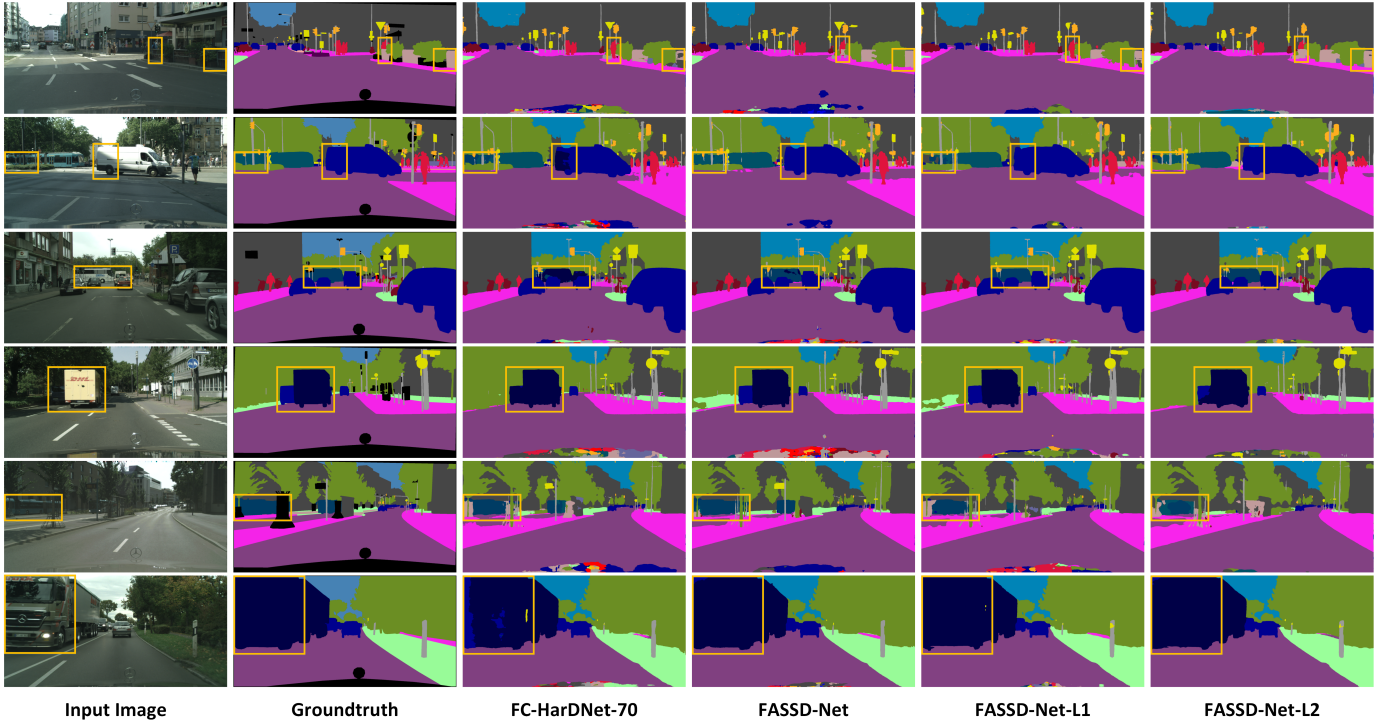 Input Image
Groundtruth
FC-HarDNet-70
FASSD-Net
FASSD-Net-L1
FASSD-Net-L2